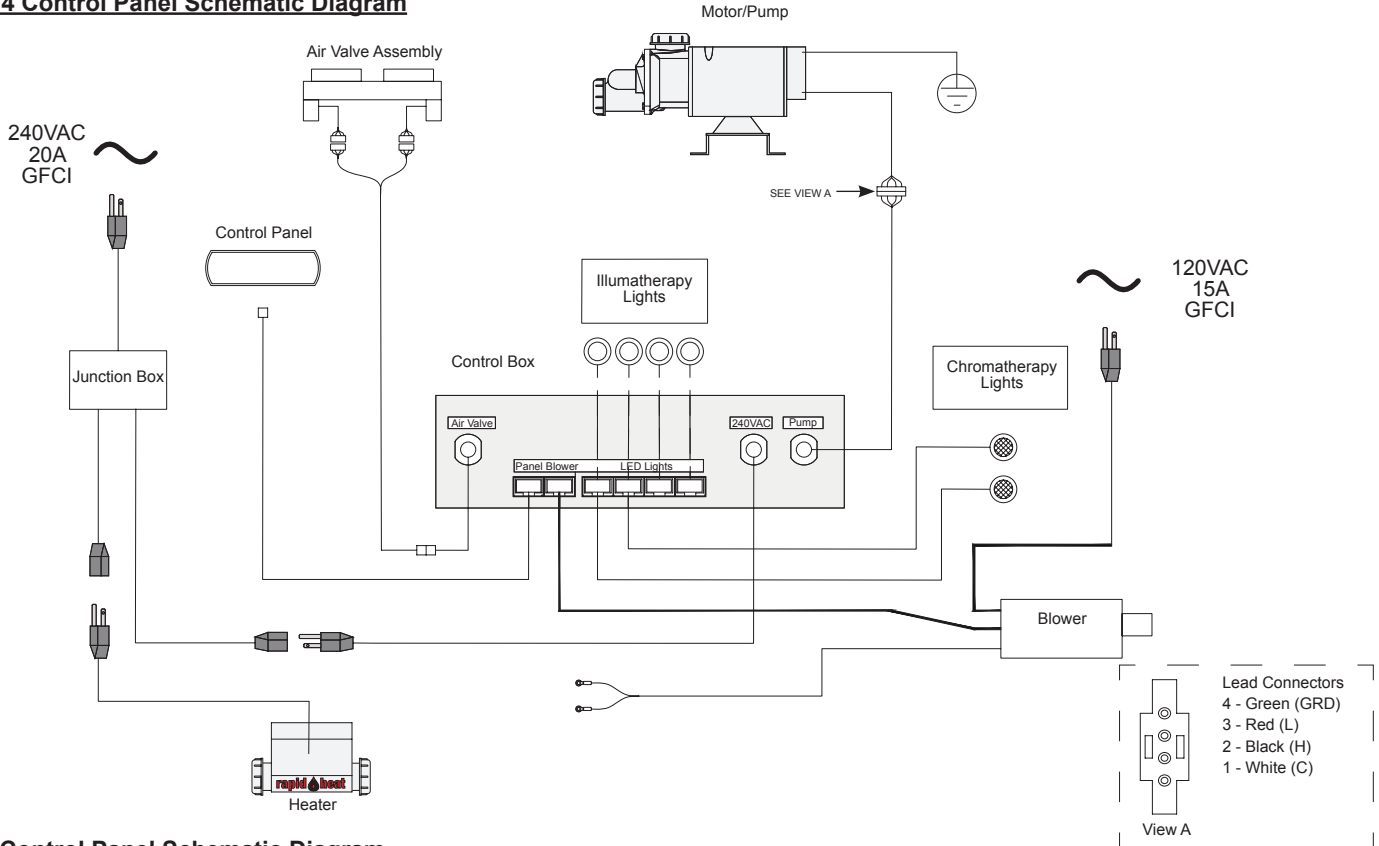 4 Control Panel Schematic Diagram
Motor/Pump
Air Valve Assembly
240VAC
20A
GFCI
SEE VIEW A
Control Panel
Illumatherapy
Lights
120VAC
15A
GFCI
Junction Box
Control Box
Chromatherapy
Lights
Air Valve
240VAC
Pump
Panel Blower
LED Lights
Blower
Lead Connectors
4 - Green (GRD)
3 - Red (L)
2 - Black (H)
1 - White (C)
View A
rapid heat
Heater
Control Panel Schematic Diagram